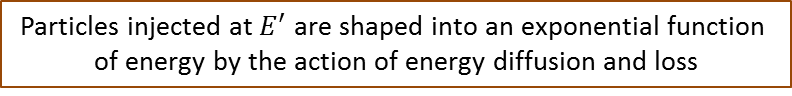 Particles injected at E′ are shaped into an exponential function
of energy by the action of energy diffusion and loss